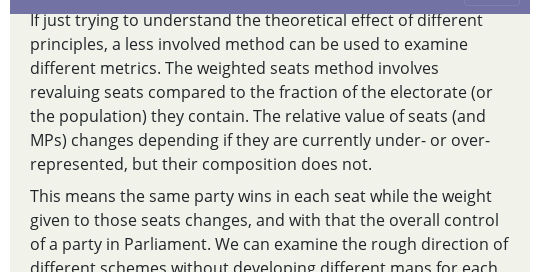 If just trying to understand the theoretical effect of different
principles, a less involved method can be used to examine
different metrics. The weighted seats method involves
revaluing seats compared to the fraction of the electorate (or
the population) they contain. The relative value of seats (and
MPs) changes depending if they are currently under- or over-
represented, but their composition does not.
This means the same party wins in each seat while the weight
given to those seats changes, and with that the overall control
of a party in Parliament. We can examine the rough direction of
different schemes without developing different maps for each